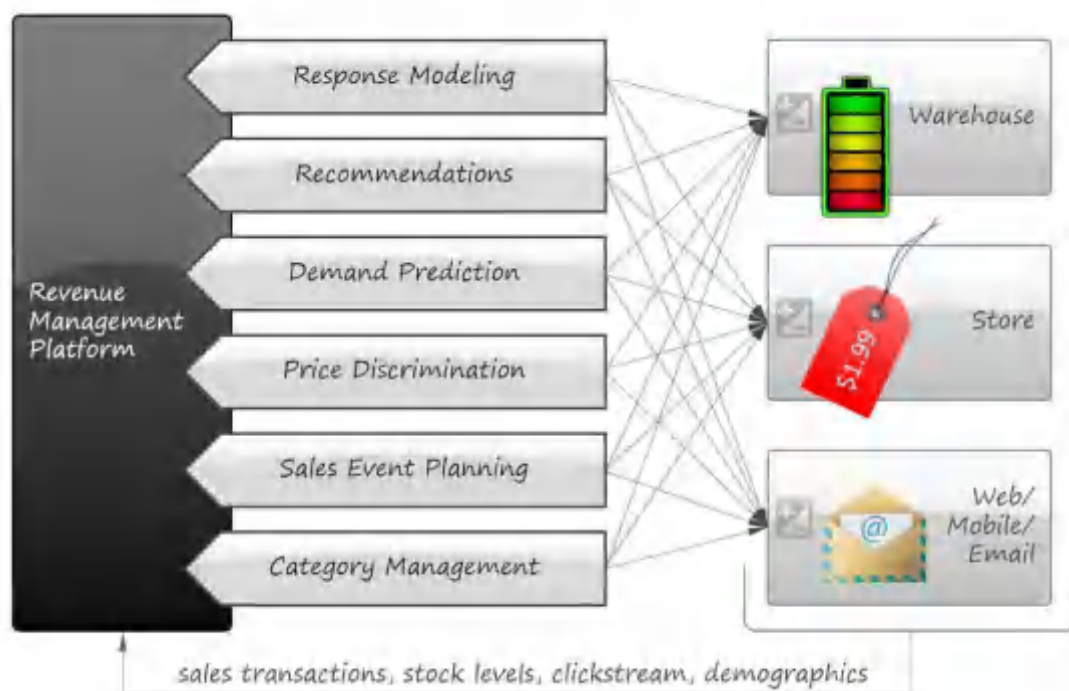 Response Modeling
Recommendations
Demand Prediction
Price Discrimination
Sales Event Planning
Category Management
Revenue
Management
Platform
Warehouse
Store
$1.99
Web/
Mobile/
Email
@
sales transactions, stock levels, clickstream, demographics